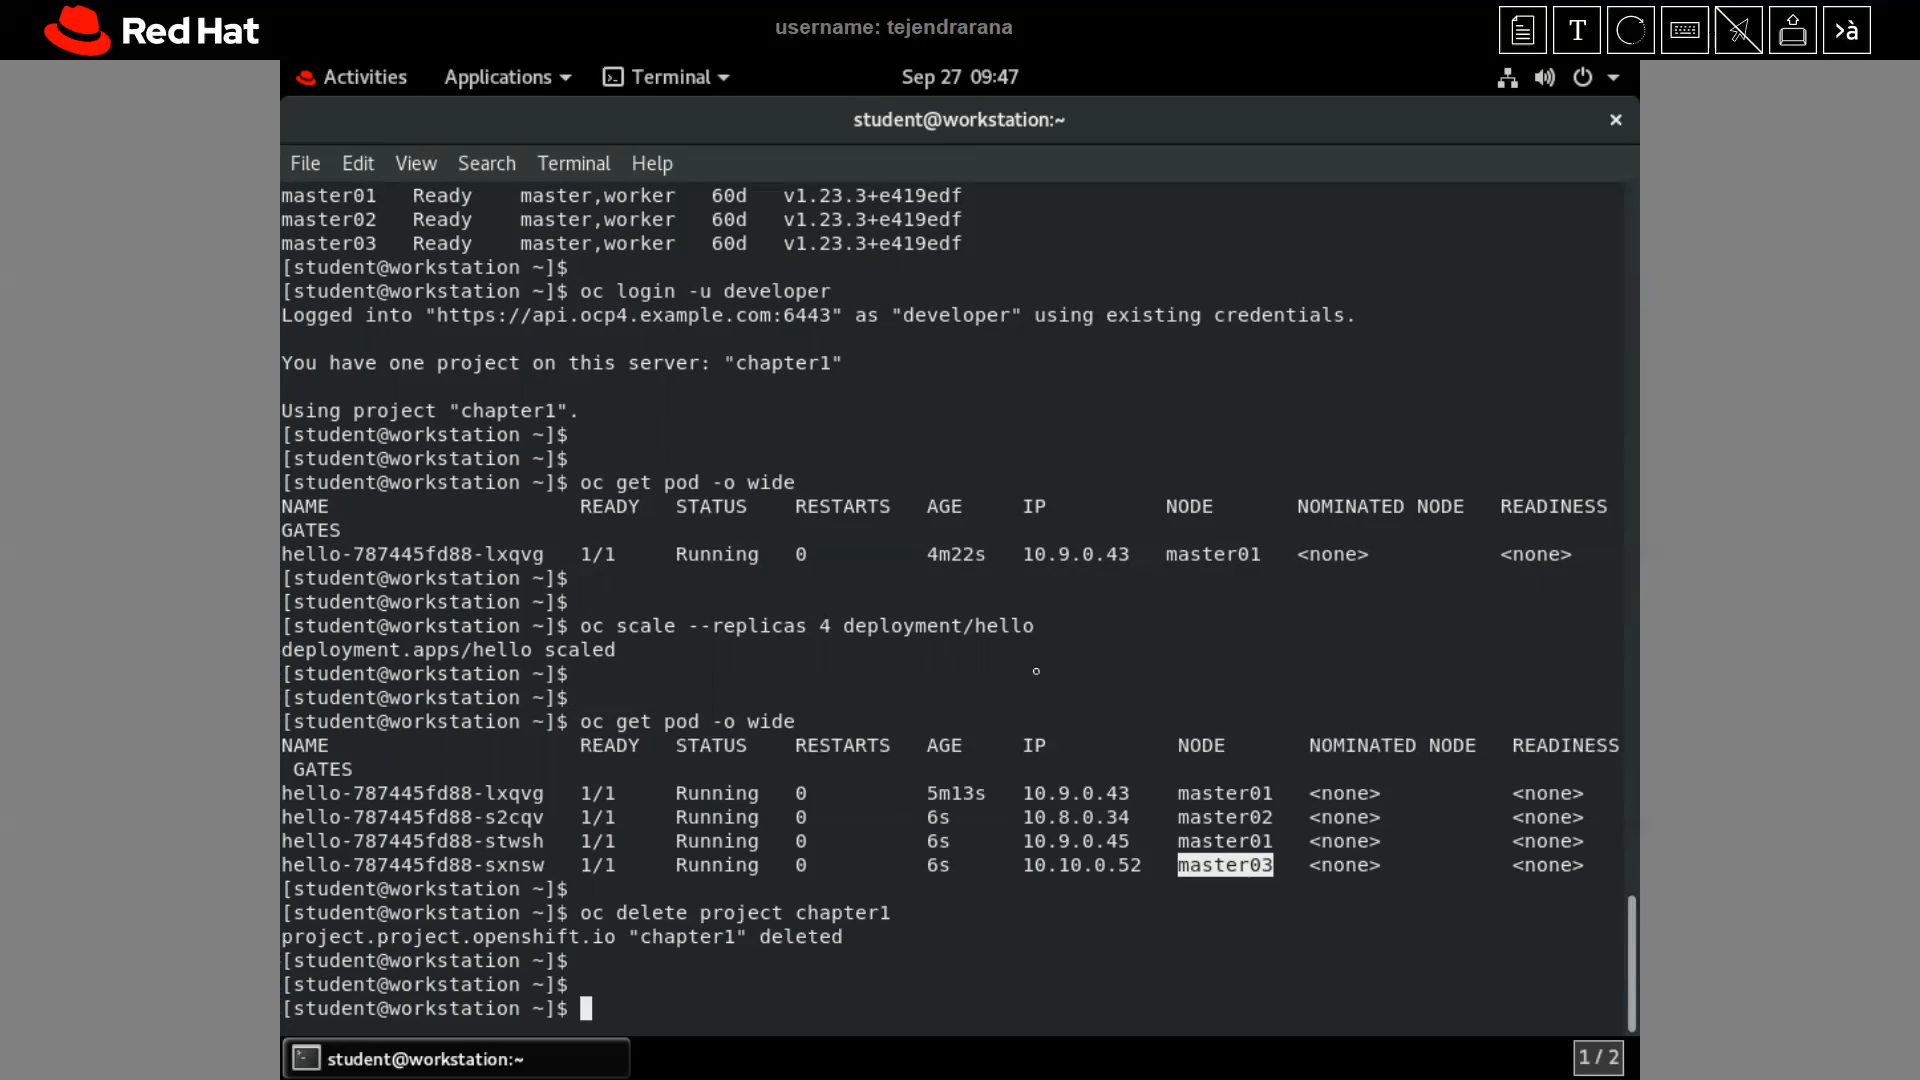 Red Hat
username: tejendrarana
T
>à
Activities Applications Terminal Sep 27 09:47
student@workstation:~ ×
File Edit View Search Terminal Help
master01   Ready    master,worker   60d   v1.23.3+e419edf
master02   Ready    master,worker   60d   v1.23.3+e419edf
master03   Ready    master,worker   60d   v1.23.3+e419edf
[student@workstation ~]$
[student@workstation ~]$ oc login -u developer
Logged into "https://api.ocp4.example.com:6443" as "developer" using existing credentials.
You have one project on this server: "chapter1"
Using project "chapter1".
[student@workstation ~]$
[student@workstation ~]$
[student@workstation ~]$ oc get pod -o wide
NAME                     READY   STATUS    RESTARTS   AGE     IP          NODE       NOMINATED NODE   READINESS
GATES
hello-787445fd88-lxqvg   1/1     Running   0          4m22s   10.9.0.43   master01   <none>           <none>
[student@workstation ~]$
[student@workstation ~]$
[student@workstation ~]$ oc scale --replicas 4 deployment/hello
deployment.apps/hello scaled
[student@workstation ~]$
[student@workstation ~]$
[student@workstation ~]$ oc get pod -o wide
NAME                     READY   STATUS    RESTARTS   AGE     IP           NODE       NOMINATED NODE   READINESS
 GATES
hello-787445fd88-lxqvg   1/1     Running   0          5m13s   10.9.0.43    master01   <none>           <none>
hello-787445fd88-s2cqv   1/1     Running   0          6s      10.8.0.34    master02   <none>           <none>
hello-787445fd88-stwsh   1/1     Running   0          6s      10.9.0.45    master01   <none>           <none>
hello-787445fd88-sxnsw   1/1     Running   0          6s      10.10.0.52   master03   <none>           <none>
[student@workstation ~]$
[student@workstation ~]$ oc delete project chapter1
project.project.openshift.io "chapter1" deleted
[student@workstation ~]$
[student@workstation ~]$
[student@workstation ~]$
student@workstation:~ 1 / 2